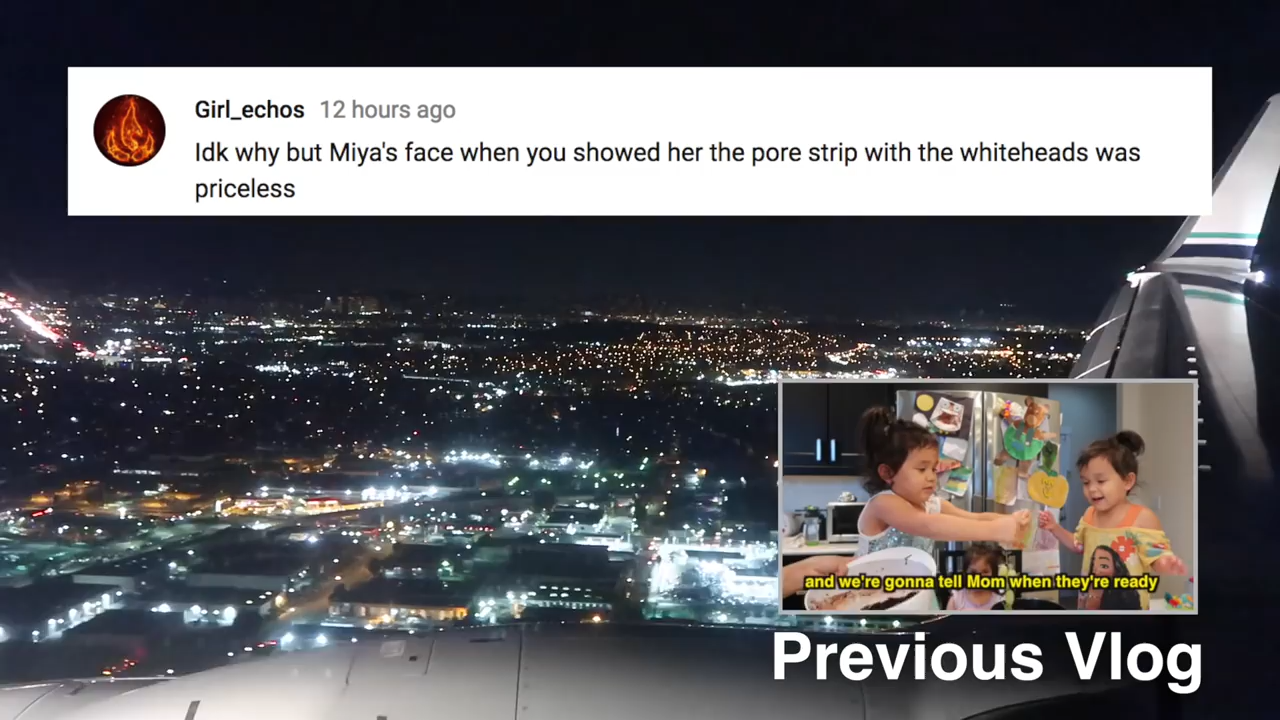 Girl_echos 12 hours ago
Idk why but Miya's face when you showed her the pore strip with the whiteheads was
priceless
and we're gonna tell Mom when they're ready
Previous Vlog